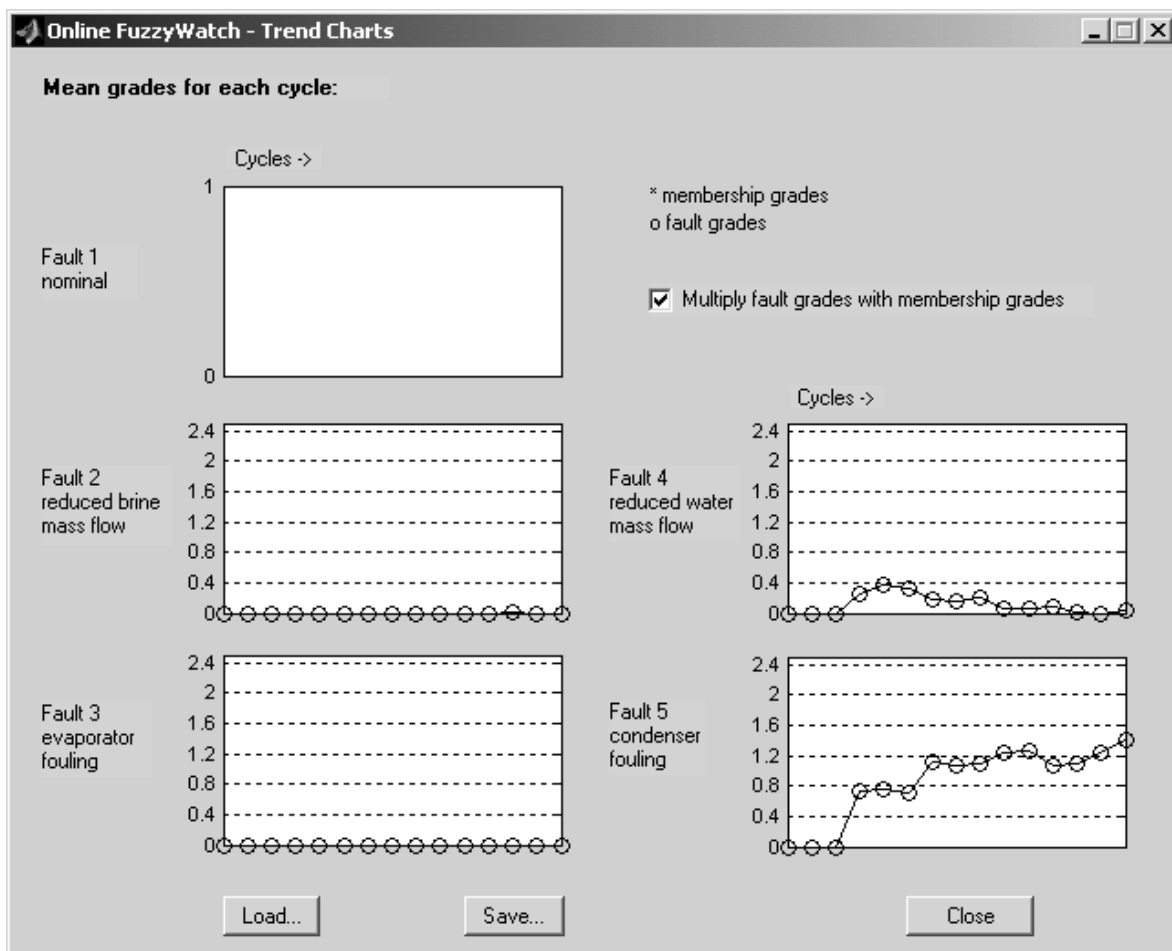 Online FuzzyWatch - Trend Charts
Mean grades for each cycle:
Cycles ->
1
0
Fault 1
nominal
* membership grades
o fault grades
Multiply fault grades with membership grades
2.4
2
1.6
1.2
0.8
0.4
0
Fault 2
reduced brine
mass flow
Cycles ->
2.4
2
1.6
1.2
0.8
0.4
0
Fault 4
reduced water
mass flow
2.4
2
1.6
1.2
0.8
0.4
0
Fault 3
evaporator
fouling
2.4
2
1.6
1.2
0.8
0.4
0
Fault 5
condenser
fouling
Load...
Save...
Close